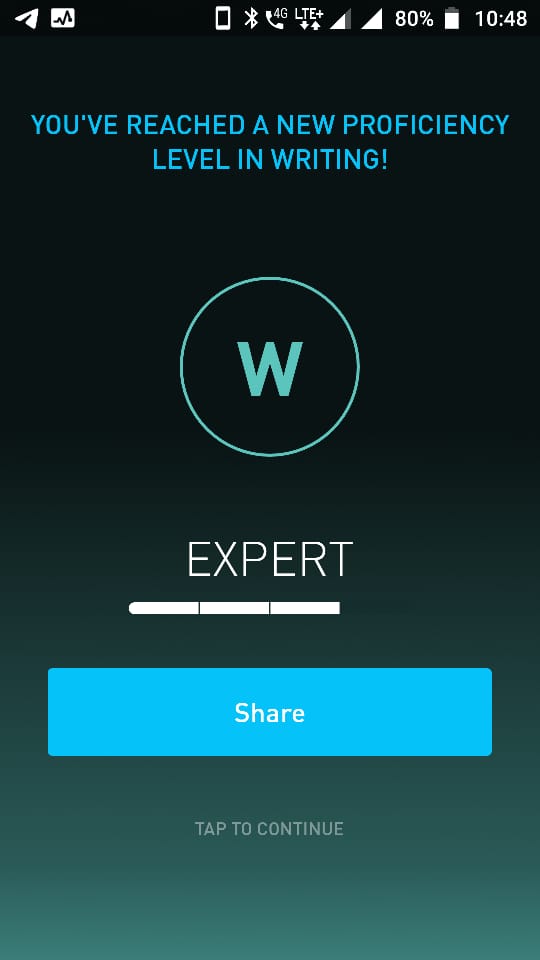 4G LTE+ 80% 10:48
YOU'VE REACHED A NEW PROFICIENCY
LEVEL IN WRITING!
W
EXPERT
Share
TAP TO CONTINUE